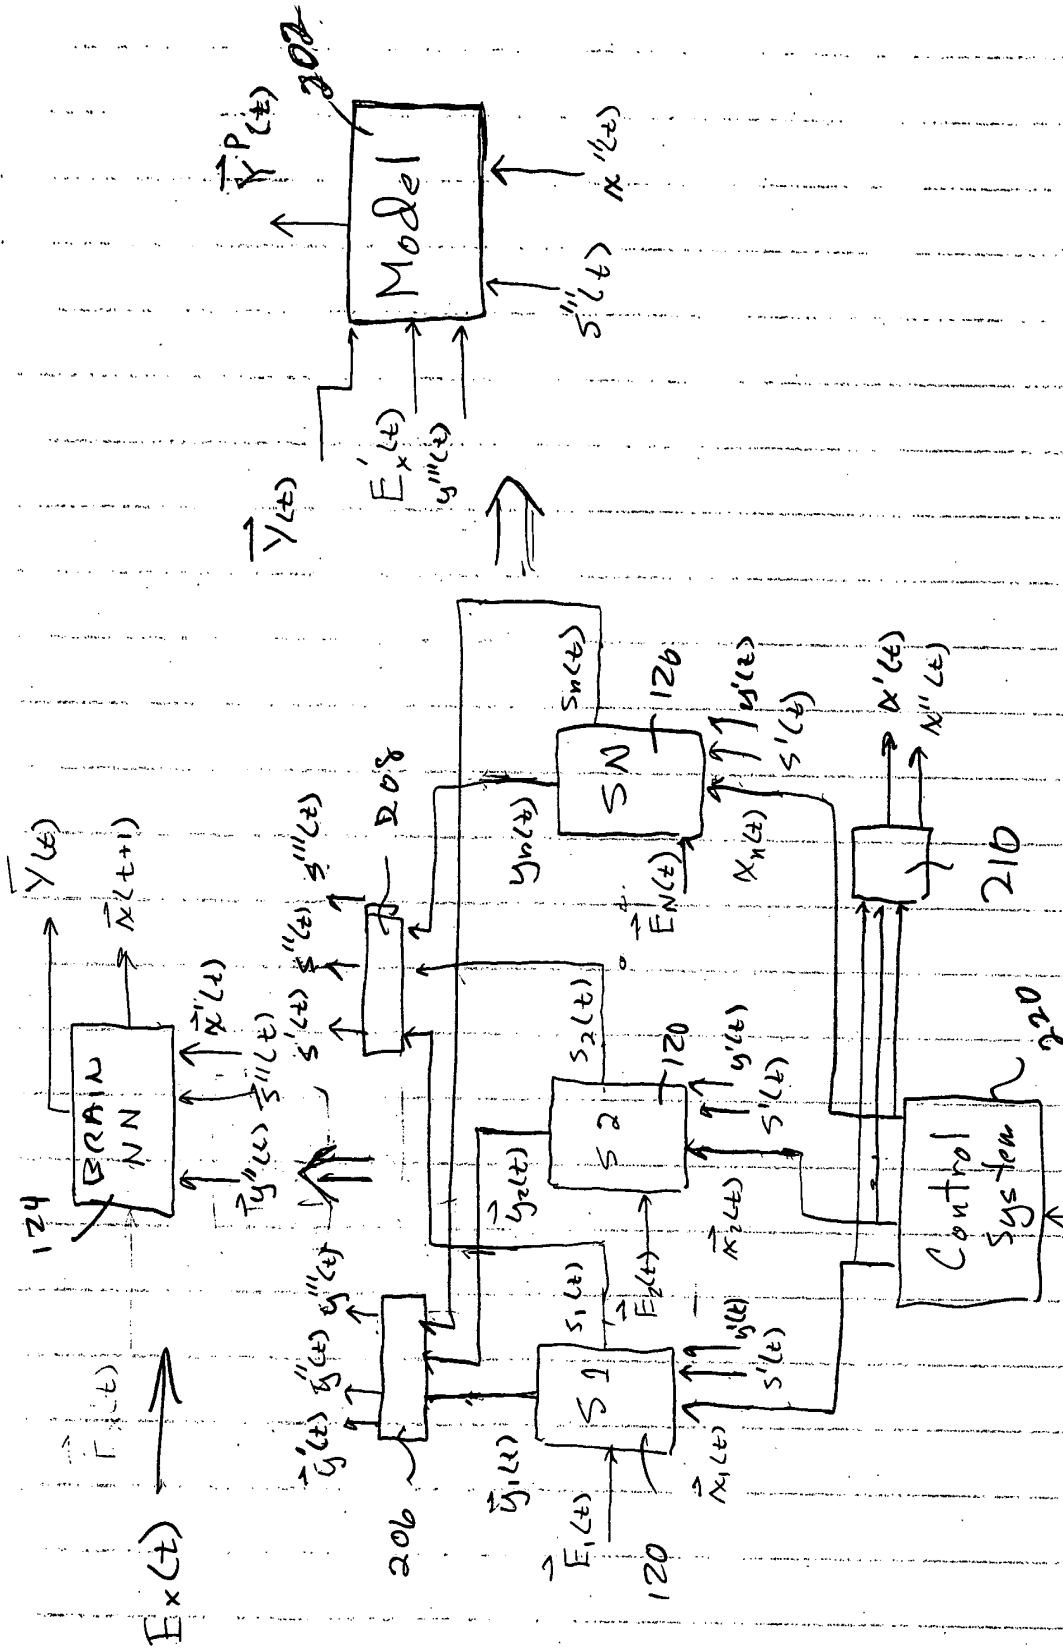 Ex(t)
Ex(t)
124
BRAIN
NN
Y(t)
x(t+1)
y''(t)
s''(t)
x'(t)
y'(t) y''(t) y'''(t)
206
s'(t) s''(t) s'''(t)
208
y1(t)
E1(t)
S1
s1(t)
120
x1(t)
s'(t)
y'(t)
y2(t)
E2(t)
S2
s2(t)
120
x2(t)
s'(t)
y'(t)
yn(t)
EN(t)
SN
sn(t)
120
xn(t)
s'(t)
y'(t)
Control
System
220
210
x'(t)
x''(t)
Y(t)
E'x(t)
y'''(t)
Model
202
YP(t)
s'''(t)
x''(t)